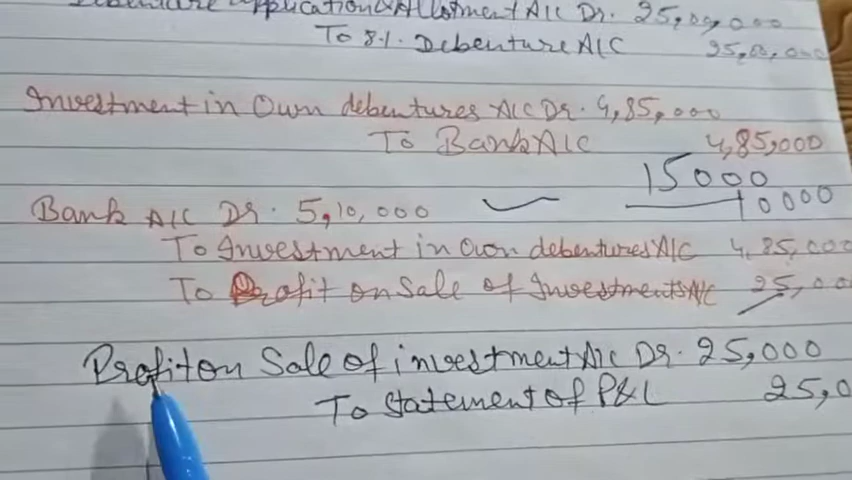 Debenture Application & Allotment A/C Dr. 25,00,000
To 8%. Debenture A/C 25,00,000
Investment in Own debentures A/C Dr. 4,85,000
To Bank A/C 4,85,000
15000
10000
Bank A/C Dr. 5,10,000
To Investment in Own debentures A/C 4,85,000
To Profit on Sale of Investments A/C 25,00
Profit on Sale of investment A/C Dr. 25,000
To Statement of P&L 25,0